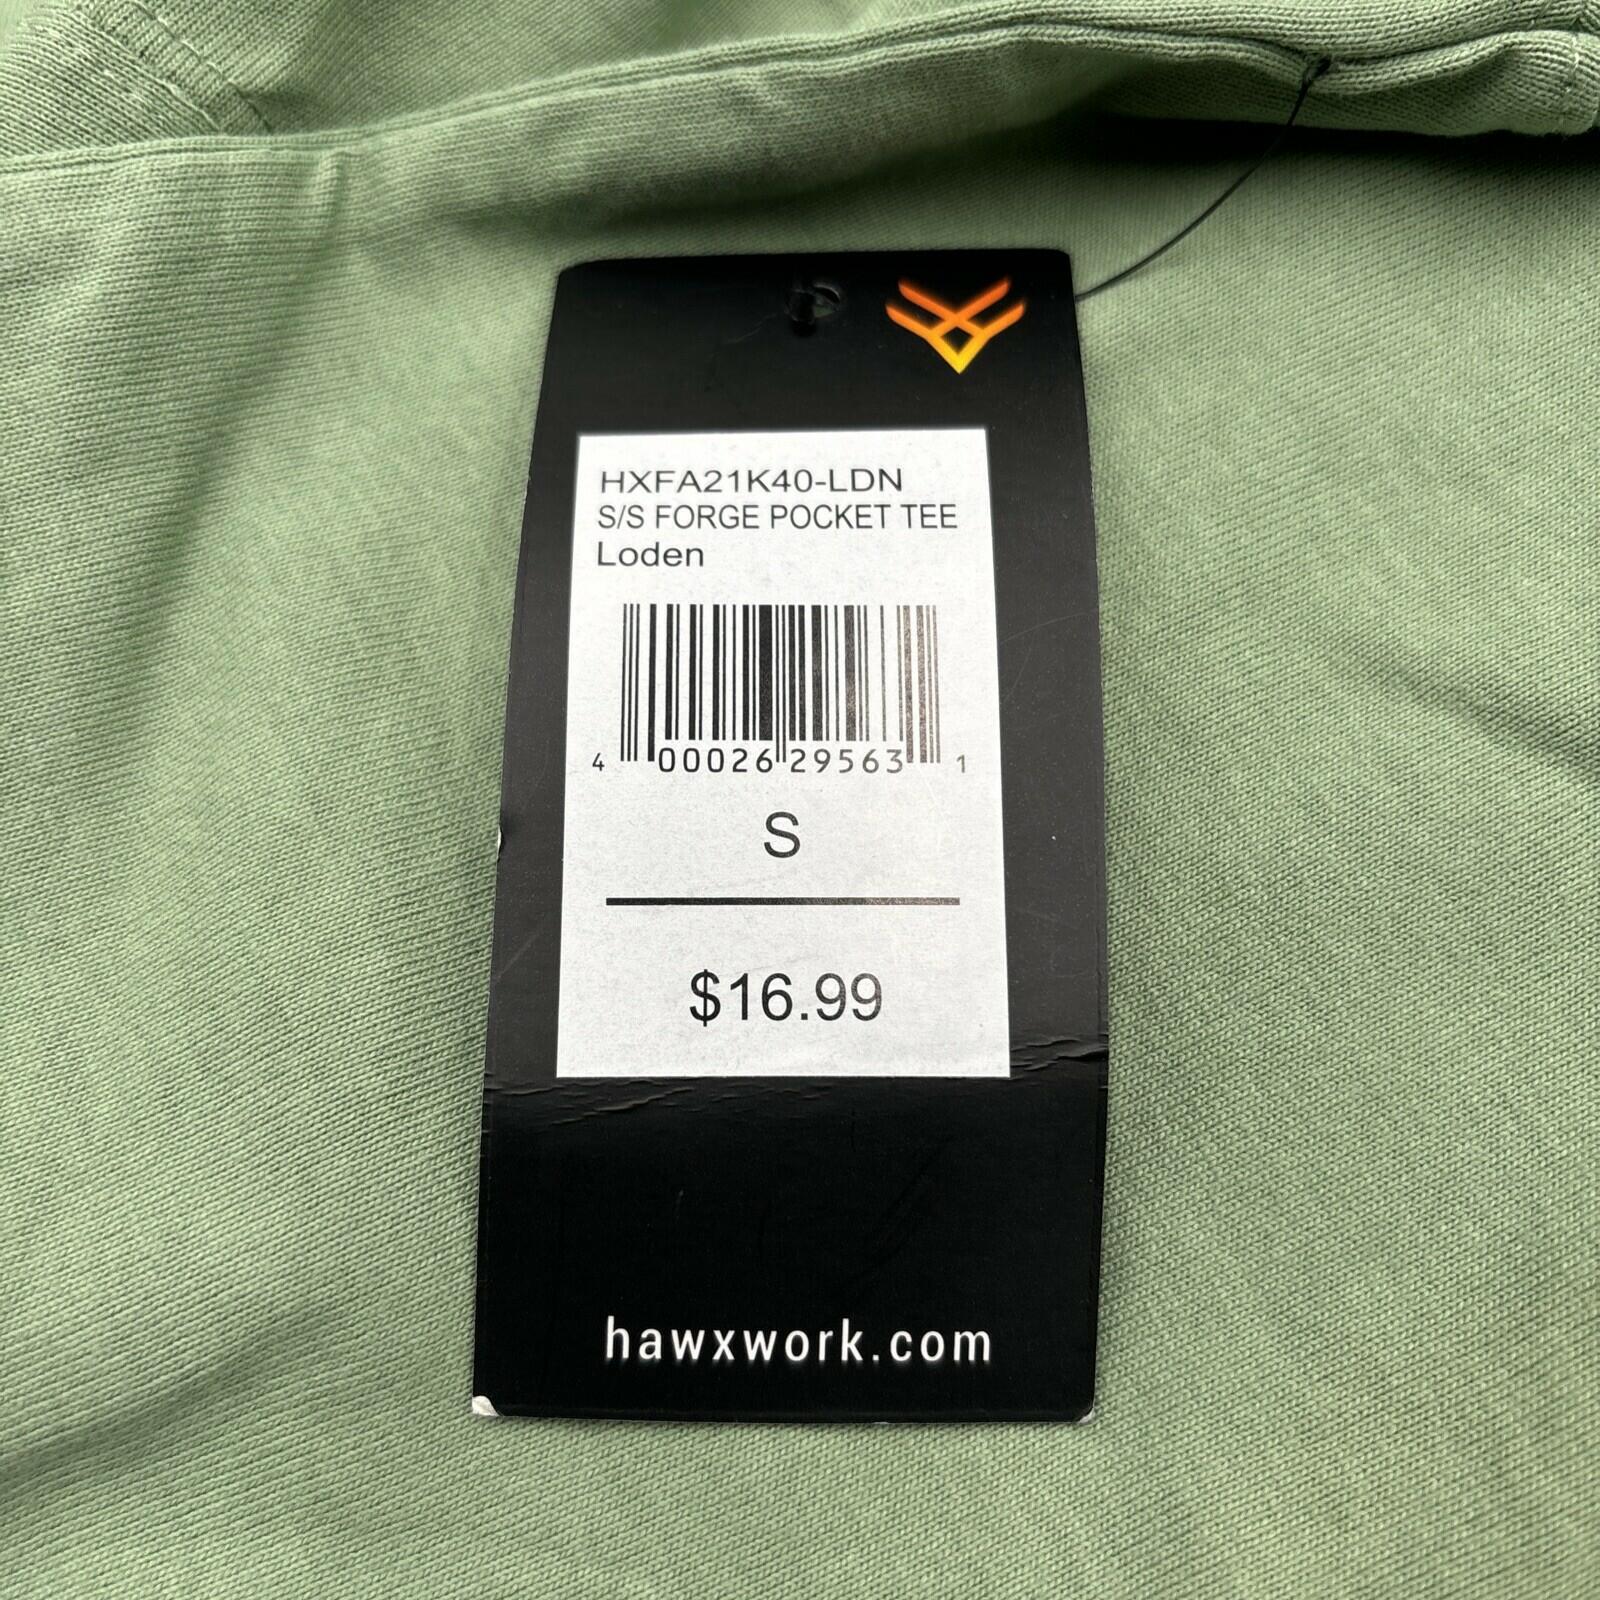 HXFA21K40-LDN
S/S FORGE POCKET TEE
Loden
4 00026 29563 1
S
$16.99
hawxwork.com